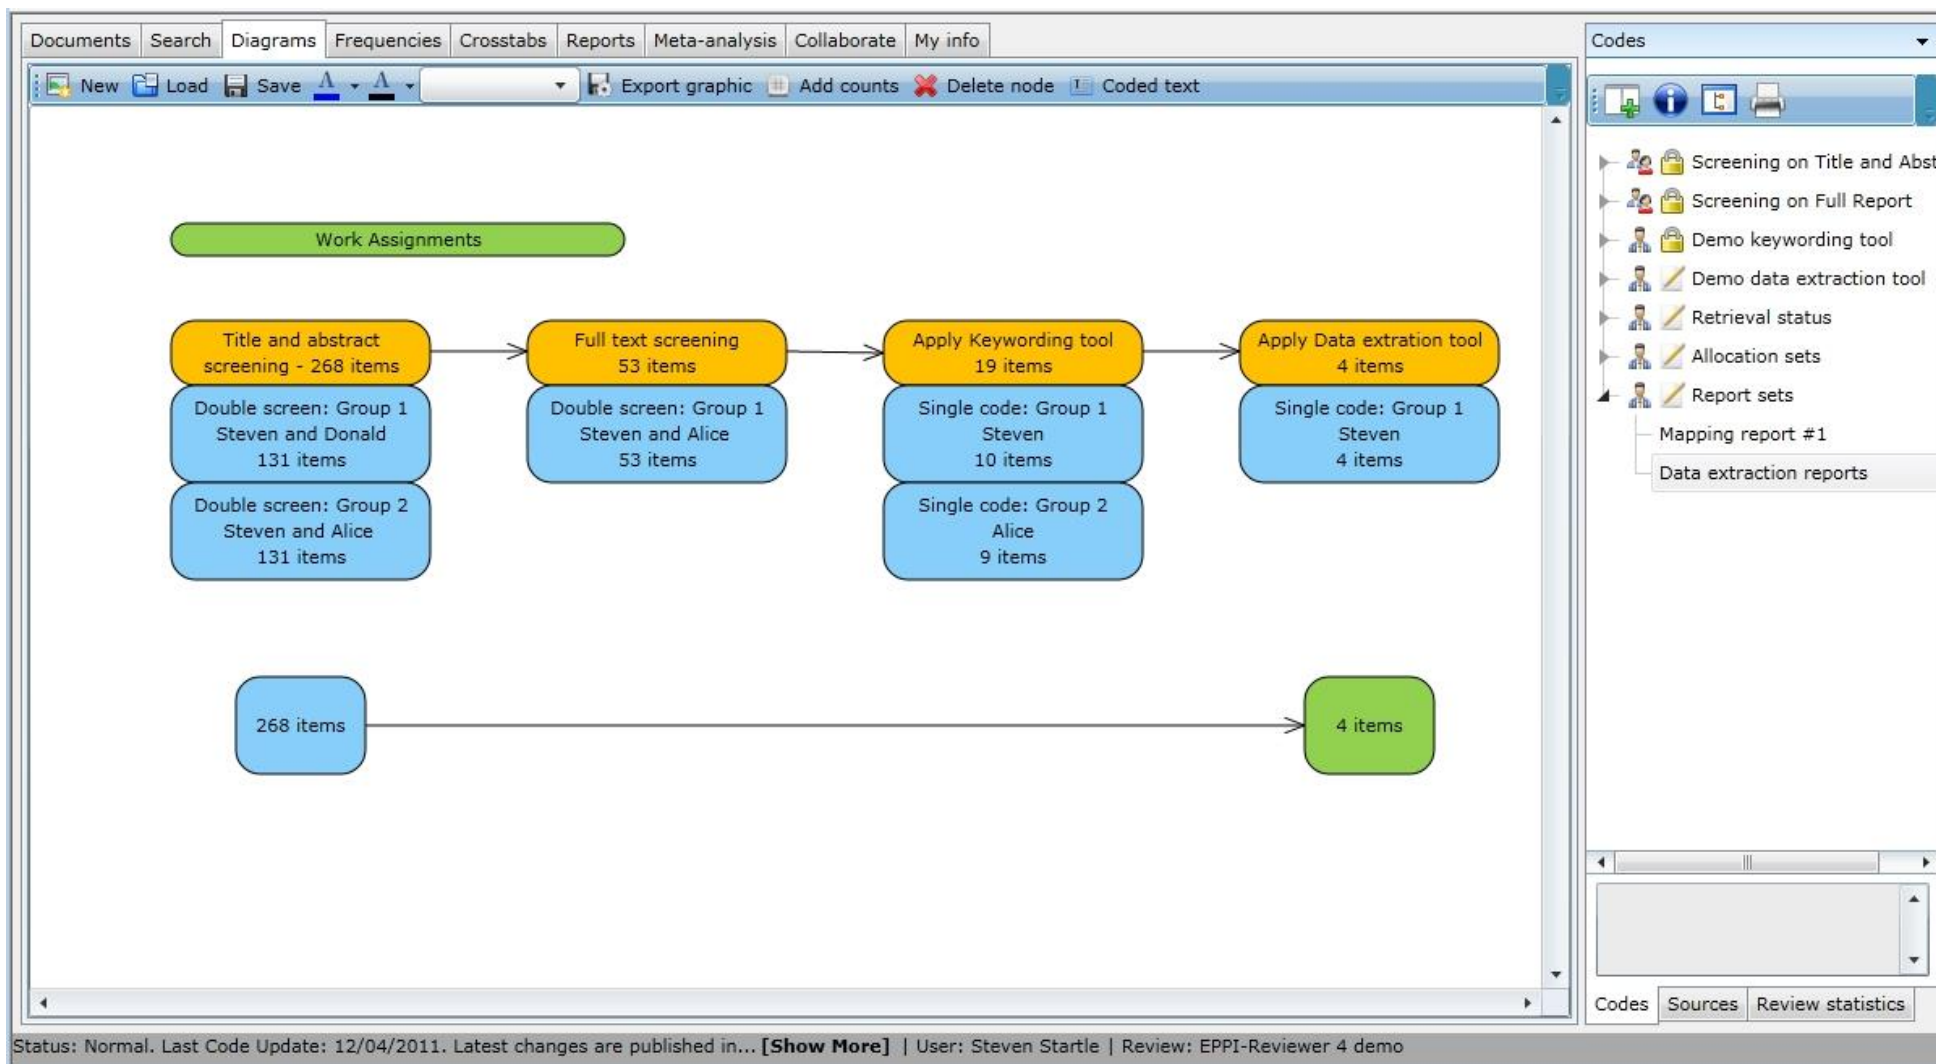 Documents Search Diagrams Frequencies Crosstabs Reports Meta-analysis Collaborate My info
New Load Save A A Export graphic Add counts Delete node Coded text
Work Assignments
Title and abstract
screening - 268 items
Double screen: Group 1
Steven and Donald
131 items
Double screen: Group 2
Steven and Alice
131 items
Full text screening
53 items
Double screen: Group 1
Steven and Alice
53 items
Apply Keywording tool
19 items
Single code: Group 1
Steven
10 items
Single code: Group 2
Alice
9 items
Apply Data extration tool
4 items
Single code: Group 1
Steven
4 items
268 items
4 items
Codes
Screening on Title and Abst
Screening on Full Report
Demo keywording tool
Demo data extraction tool
Retrieval status
Allocation sets
Report sets
Mapping report #1
Data extraction reports
Codes Sources Review statistics
Status: Normal. Last Code Update: 12/04/2011. Latest changes are published in... [Show More] | User: Steven Startle | Review: EPPI-Reviewer 4 demo